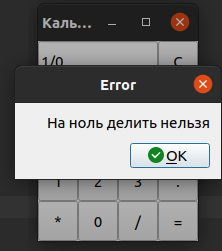 Каль...
1/0 C
Error
На ноль делить нельзя
OK
1 2 3 .
* 0 / =